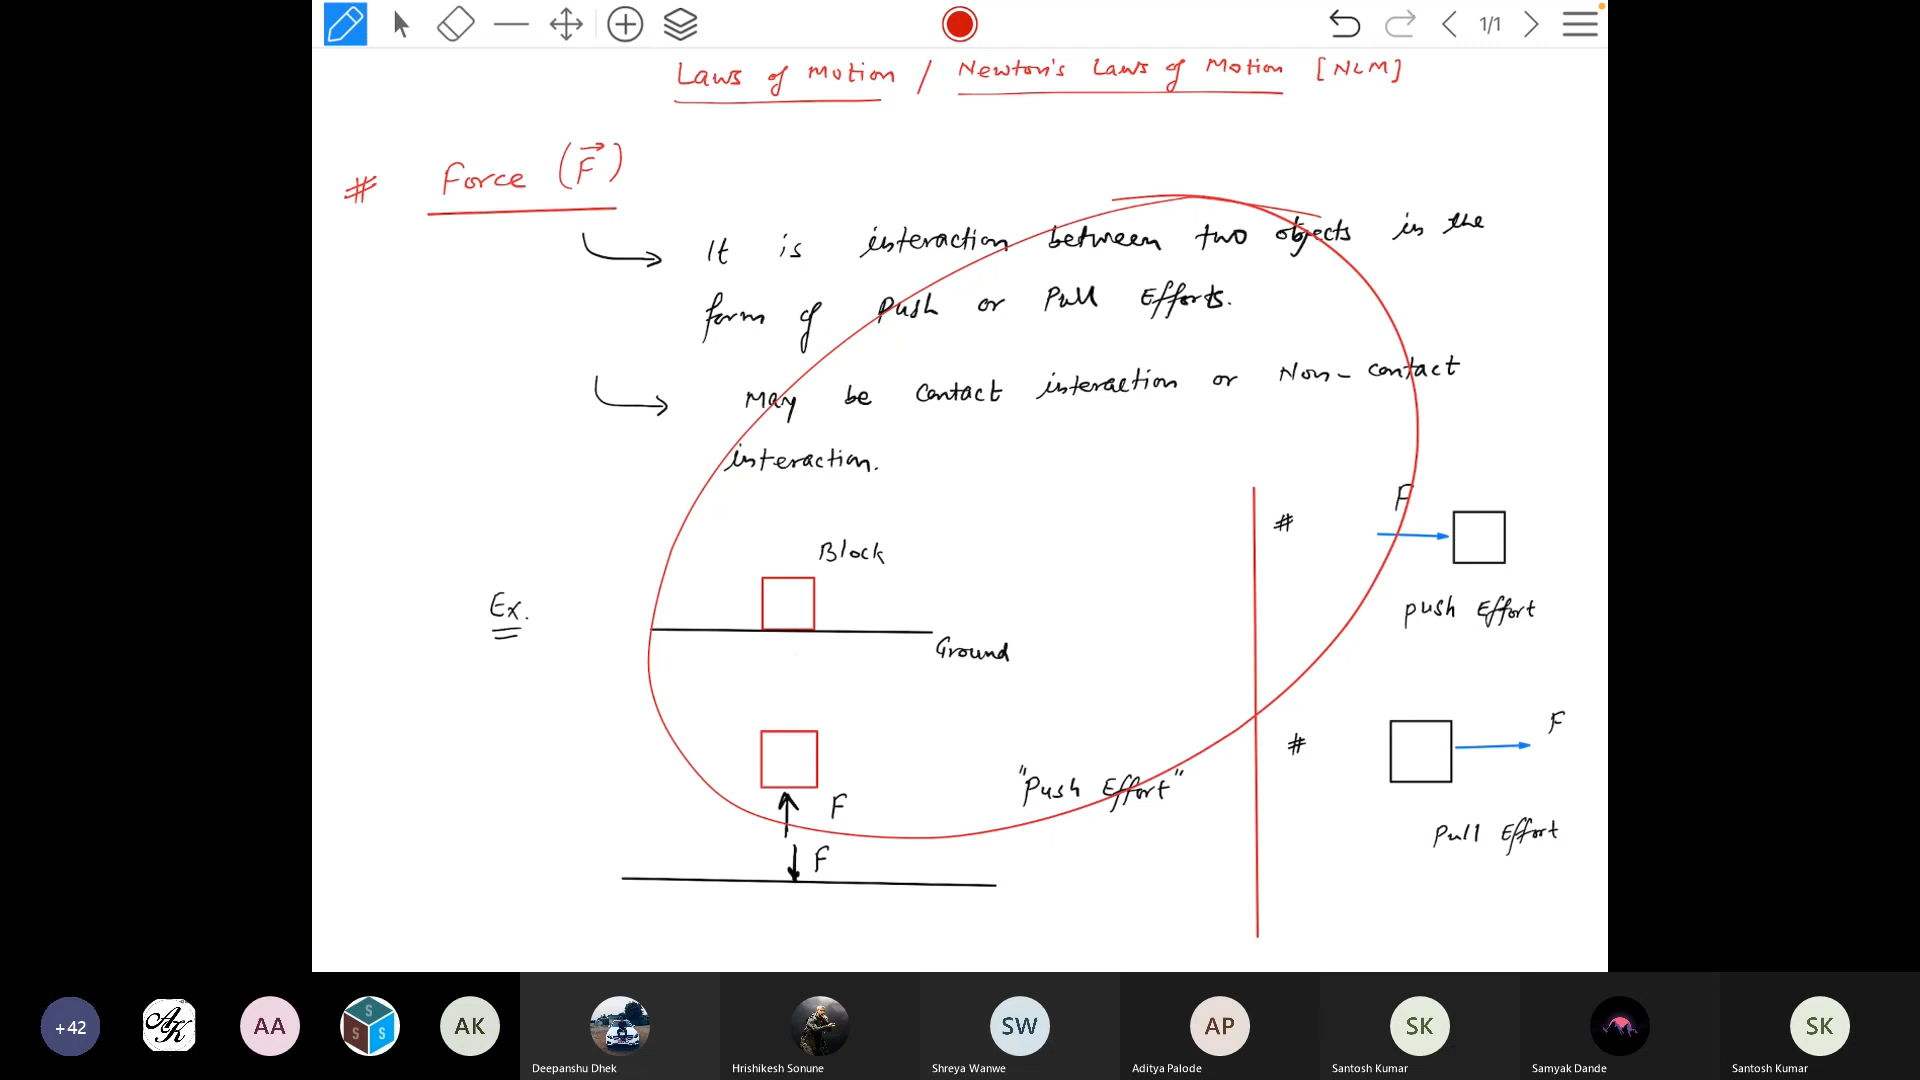 1/1
Laws of Motion / Newton's Laws of Motion [NLM]
# Force (F)
It is interaction between two objects in the
form of Push or Pull Efforts.
May be Contact interaction or Non-contact
interaction.
Ex.
Block
Ground
F
F
"Push Effort"
#
F
push Effort
#
F
Pull Effort
+42
AK
AA
S
S
S
AK
SW
AP
SK
SK
Deepanshu Dhek
Hrishikesh Sonune
Shreya Wanwe
Aditya Palode
Santosh Kumar
Samyak Dande
Santosh Kumar